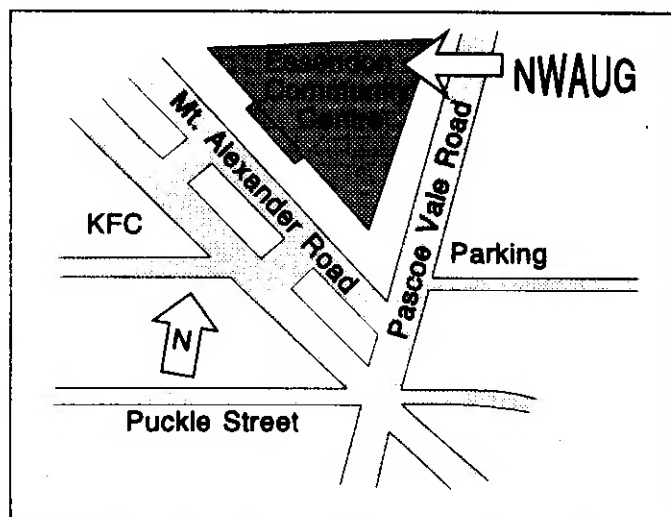 Essendon
Community
Centre
NWAUG
Mt. Alexander Road
Pascoe Vale Road
KFC
Parking
N
Puckle Street